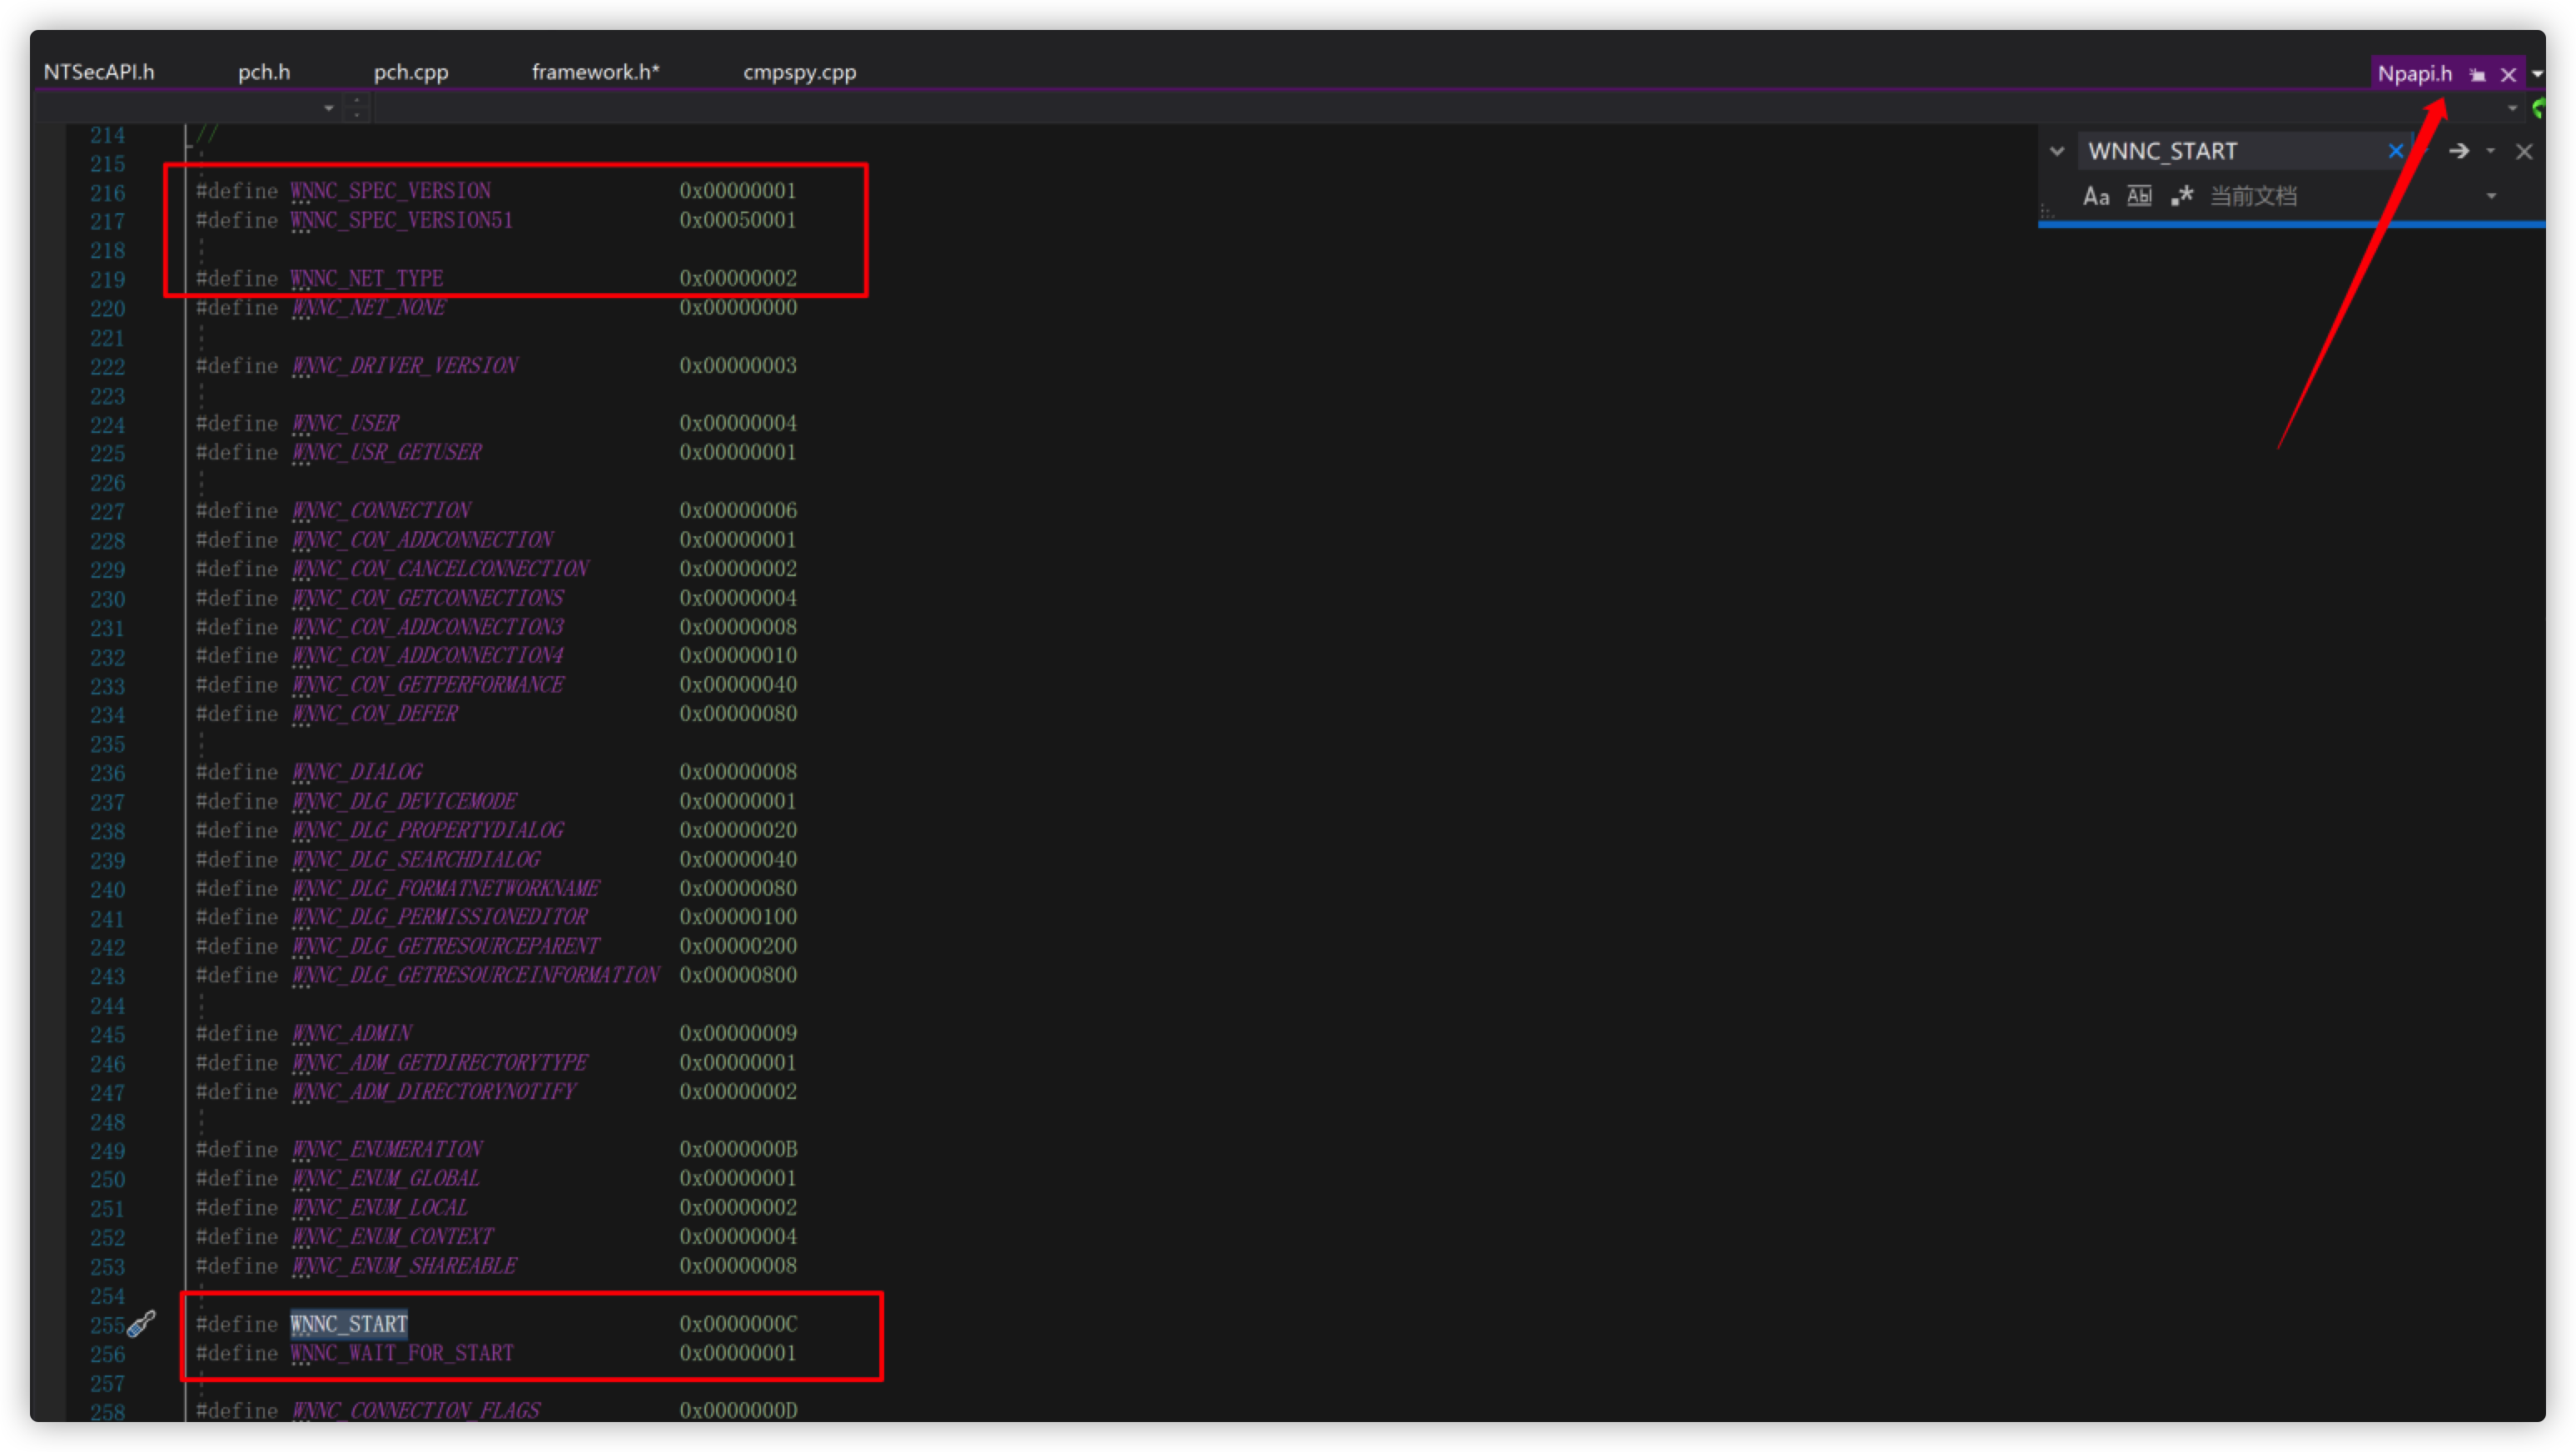 NTSecAPI.h pch.h pch.cpp framework.h* cmpspy.cpp Npapi.h
WNNC_START
Aa Abl .* 当前文档
214 //
215
216 #define WNNC_SPEC_VERSION 0x00000001
217 #define WNNC_SPEC_VERSION51 0x00050001
218
219 #define WNNC_NET_TYPE 0x00000002
220 #define WNNC_NET_NONE 0x00000000
221
222 #define WNNC_DRIVER_VERSION 0x00000003
223
224 #define WNNC_USER 0x00000004
225 #define WNNC_USR_GETUSER 0x00000001
226
227 #define WNNC_CONNECTION 0x00000006
228 #define WNNC_CON_ADDCONNECTION 0x00000001
229 #define WNNC_CON_CANCELCONNECTION 0x00000002
230 #define WNNC_CON_GETCONNECTIONS 0x00000004
231 #define WNNC_CON_ADDCONNECTION3 0x00000008
232 #define WNNC_CON_ADDCONNECTION4 0x00000010
233 #define WNNC_CON_GETPERFORMANCE 0x00000040
234 #define WNNC_CON_DEFER 0x00000080
235
236 #define WNNC_DIALOG 0x00000008
237 #define WNNC_DLG_DEVICEMODE 0x00000001
238 #define WNNC_DLG_PROPERTYDIALOG 0x00000020
239 #define WNNC_DLG_SEARCHDIALOG 0x00000040
240 #define WNNC_DLG_FORMATNETWORKNAME 0x00000080
241 #define WNNC_DLG_PERMISSIONEDITOR 0x00000100
242 #define WNNC_DLG_GETRESOURCEPARENT 0x00000200
243 #define WNNC_DLG_GETRESOURCEINFORMATION 0x00000800
244
245 #define WNNC_ADMIN 0x00000009
246 #define WNNC_ADM_GETDIRECTORYTYPE 0x00000001
247 #define WNNC_ADM_DIRECTORYNOTIFY 0x00000002
248
249 #define WNNC_ENUMERATION 0x0000000B
250 #define WNNC_ENUM_GLOBAL 0x00000001
251 #define WNNC_ENUM_LOCAL 0x00000002
252 #define WNNC_ENUM_CONTEXT 0x00000004
253 #define WNNC_ENUM_SHAREABLE 0x00000008
254
255 #define WNNC_START 0x0000000C
256 #define WNNC_WAIT_FOR_START 0x00000001
257
258 #define WNNC_CONNECTION_FLAGS 0x0000000D